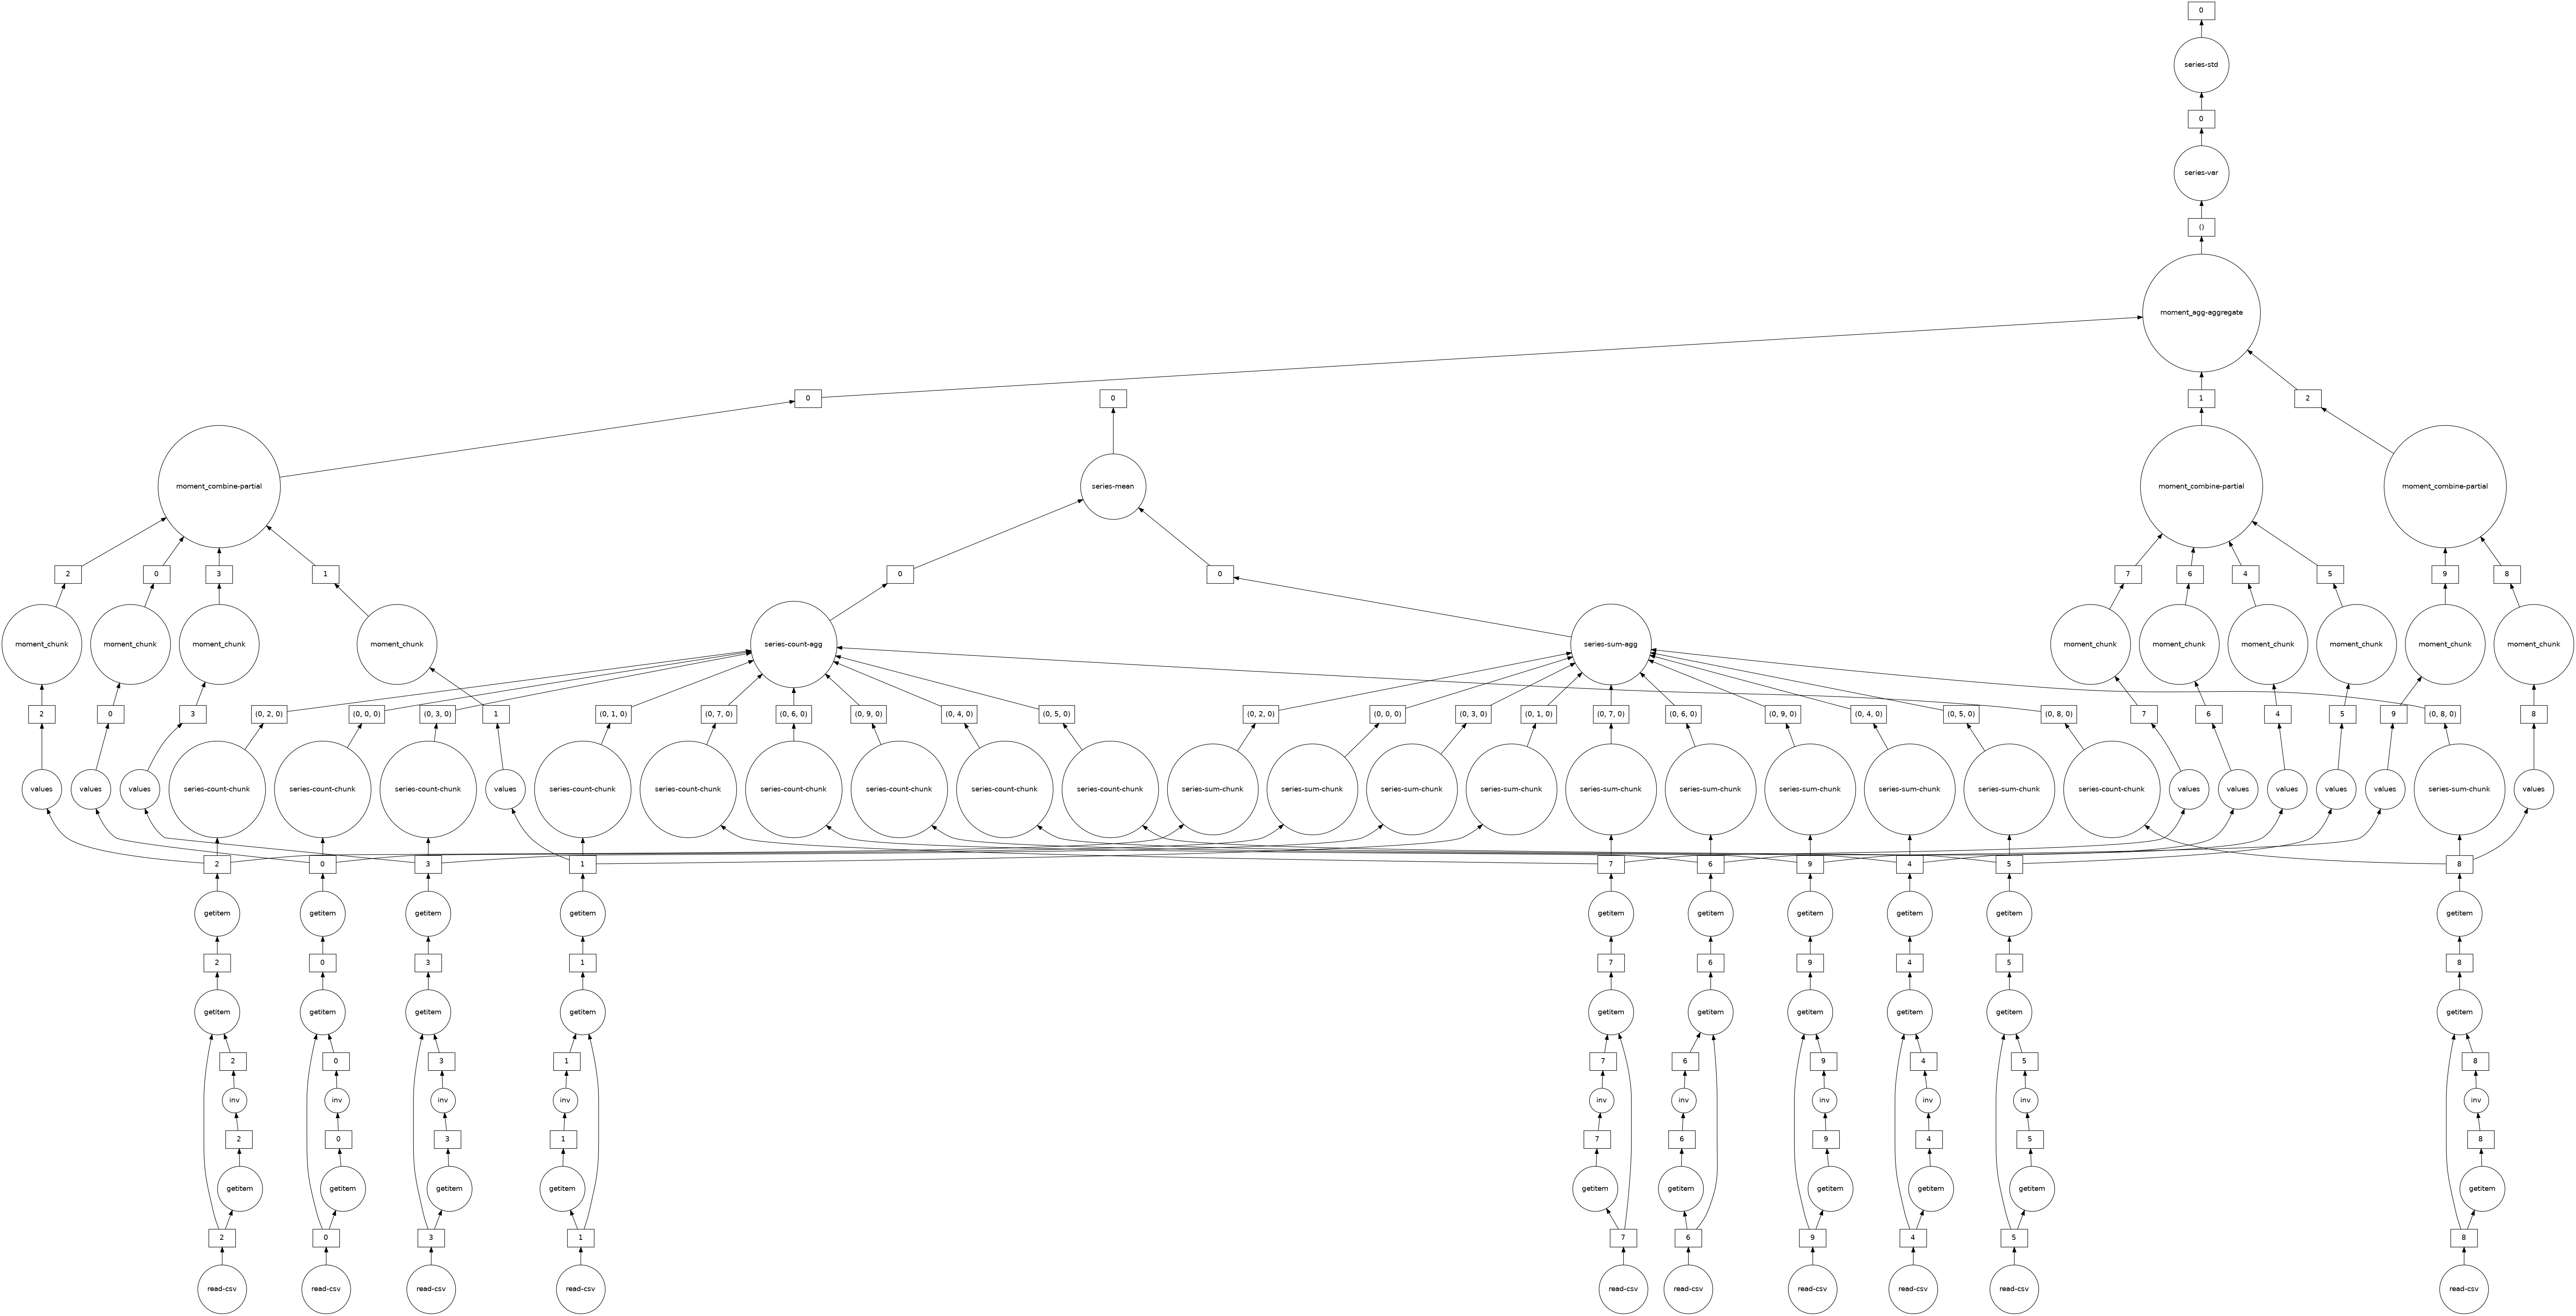 0
series-std
0
series-var
()
moment_agg-aggregate
0 0 1 2
moment_combine-partial series-mean moment_combine-partial moment_combine-partial
2 0 3 1 0 0 7 6 4 5 9 8
moment_chunk moment_chunk moment_chunk moment_chunk series-count-agg series-sum-agg moment_chunk moment_chunk moment_chunk moment_chunk moment_chunk moment_chunk
2 0 3 (0, 2, 0) (0, 0, 0) (0, 3, 0) 1 (0, 1, 0) (0, 7, 0) (0, 6, 0) (0, 9, 0) (0, 4, 0) (0, 5, 0) (0, 2, 0) (0, 0, 0) (0, 3, 0) (0, 1, 0) (0, 7, 0) (0, 6, 0) (0, 9, 0) (0, 4, 0) (0, 5, 0) (0, 8, 0) 7 6 4 5 9 (0, 8, 0) 8
values values values series-count-chunk series-count-chunk series-count-chunk values series-count-chunk series-count-chunk series-count-chunk series-count-chunk series-count-chunk series-count-chunk series-sum-chunk series-sum-chunk series-sum-chunk series-sum-chunk series-sum-chunk series-sum-chunk series-sum-chunk series-sum-chunk series-sum-chunk series-count-chunk values values values values values series-sum-chunk values
2 0 3 1 7 6 9 4 5 8
getitem getitem getitem getitem getitem getitem getitem getitem getitem getitem
2 0 3 1 7 6 9 4 5 8
getitem getitem getitem getitem getitem getitem getitem getitem getitem getitem
2 0 3 1 7 6 9 4 5 8
inv inv inv inv inv inv inv inv inv inv
2 0 3 1 7 6 9 4 5 8
getitem getitem getitem getitem getitem getitem getitem getitem getitem getitem
2 0 3 1 7 6 9 4 5 8
read-csv read-csv read-csv read-csv read-csv read-csv read-csv read-csv read-csv read-csv